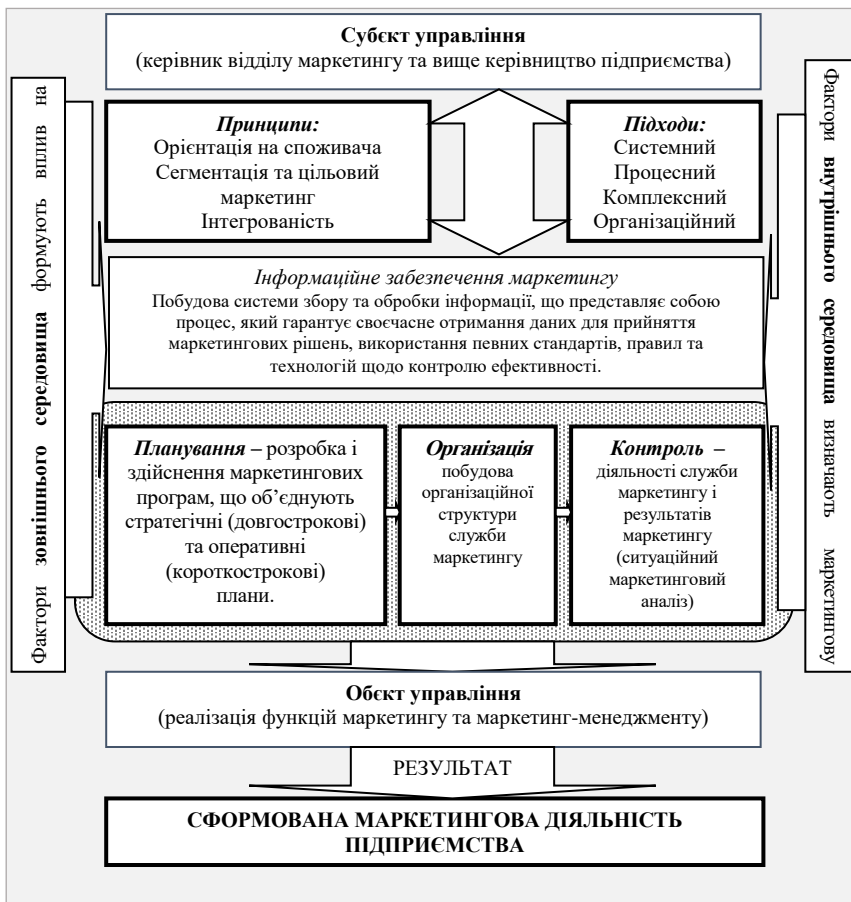 Субєкт управління
(керівник відділу маркетингу та вище керівництво підприємства)
Фактори зовнішнього середовища формують вплив на
Принципи:
Орієнтація на споживача
Сегментація та цільовий
маркетинг
Інтегрованість
Підходи:
Системний
Процесний
Комплексний
Організаційний
Фактори внутрішнього середовища визначають маркетингову
Інформаційне забезпечення маркетингу
Побудова системи збору та обробки інформації, що представляє собою
процес, який гарантує своєчасне отримання даних для прийняття
маркетингових рішень, використання певних стандартів, правил та
технологій щодо контролю ефективності.
Планування – розробка і
здійснення маркетингових
програм, що об’єднують
стратегічні (довгострокові)
та оперативні
(короткострокові)
плани.
Організація
побудова
організаційної
структури
служби
маркетингу
Контроль –
діяльності служби
маркетингу і
результатів
маркетингу
(ситуаційний
маркетинговий
аналіз)
Обєкт управління
(реалізація функцій маркетингу та маркетинг-менеджменту)
РЕЗУЛЬТАТ
СФОРМОВАНА МАРКЕТИНГОВА ДІЯЛЬНІСТЬ
ПІДПРИЄМСТВА